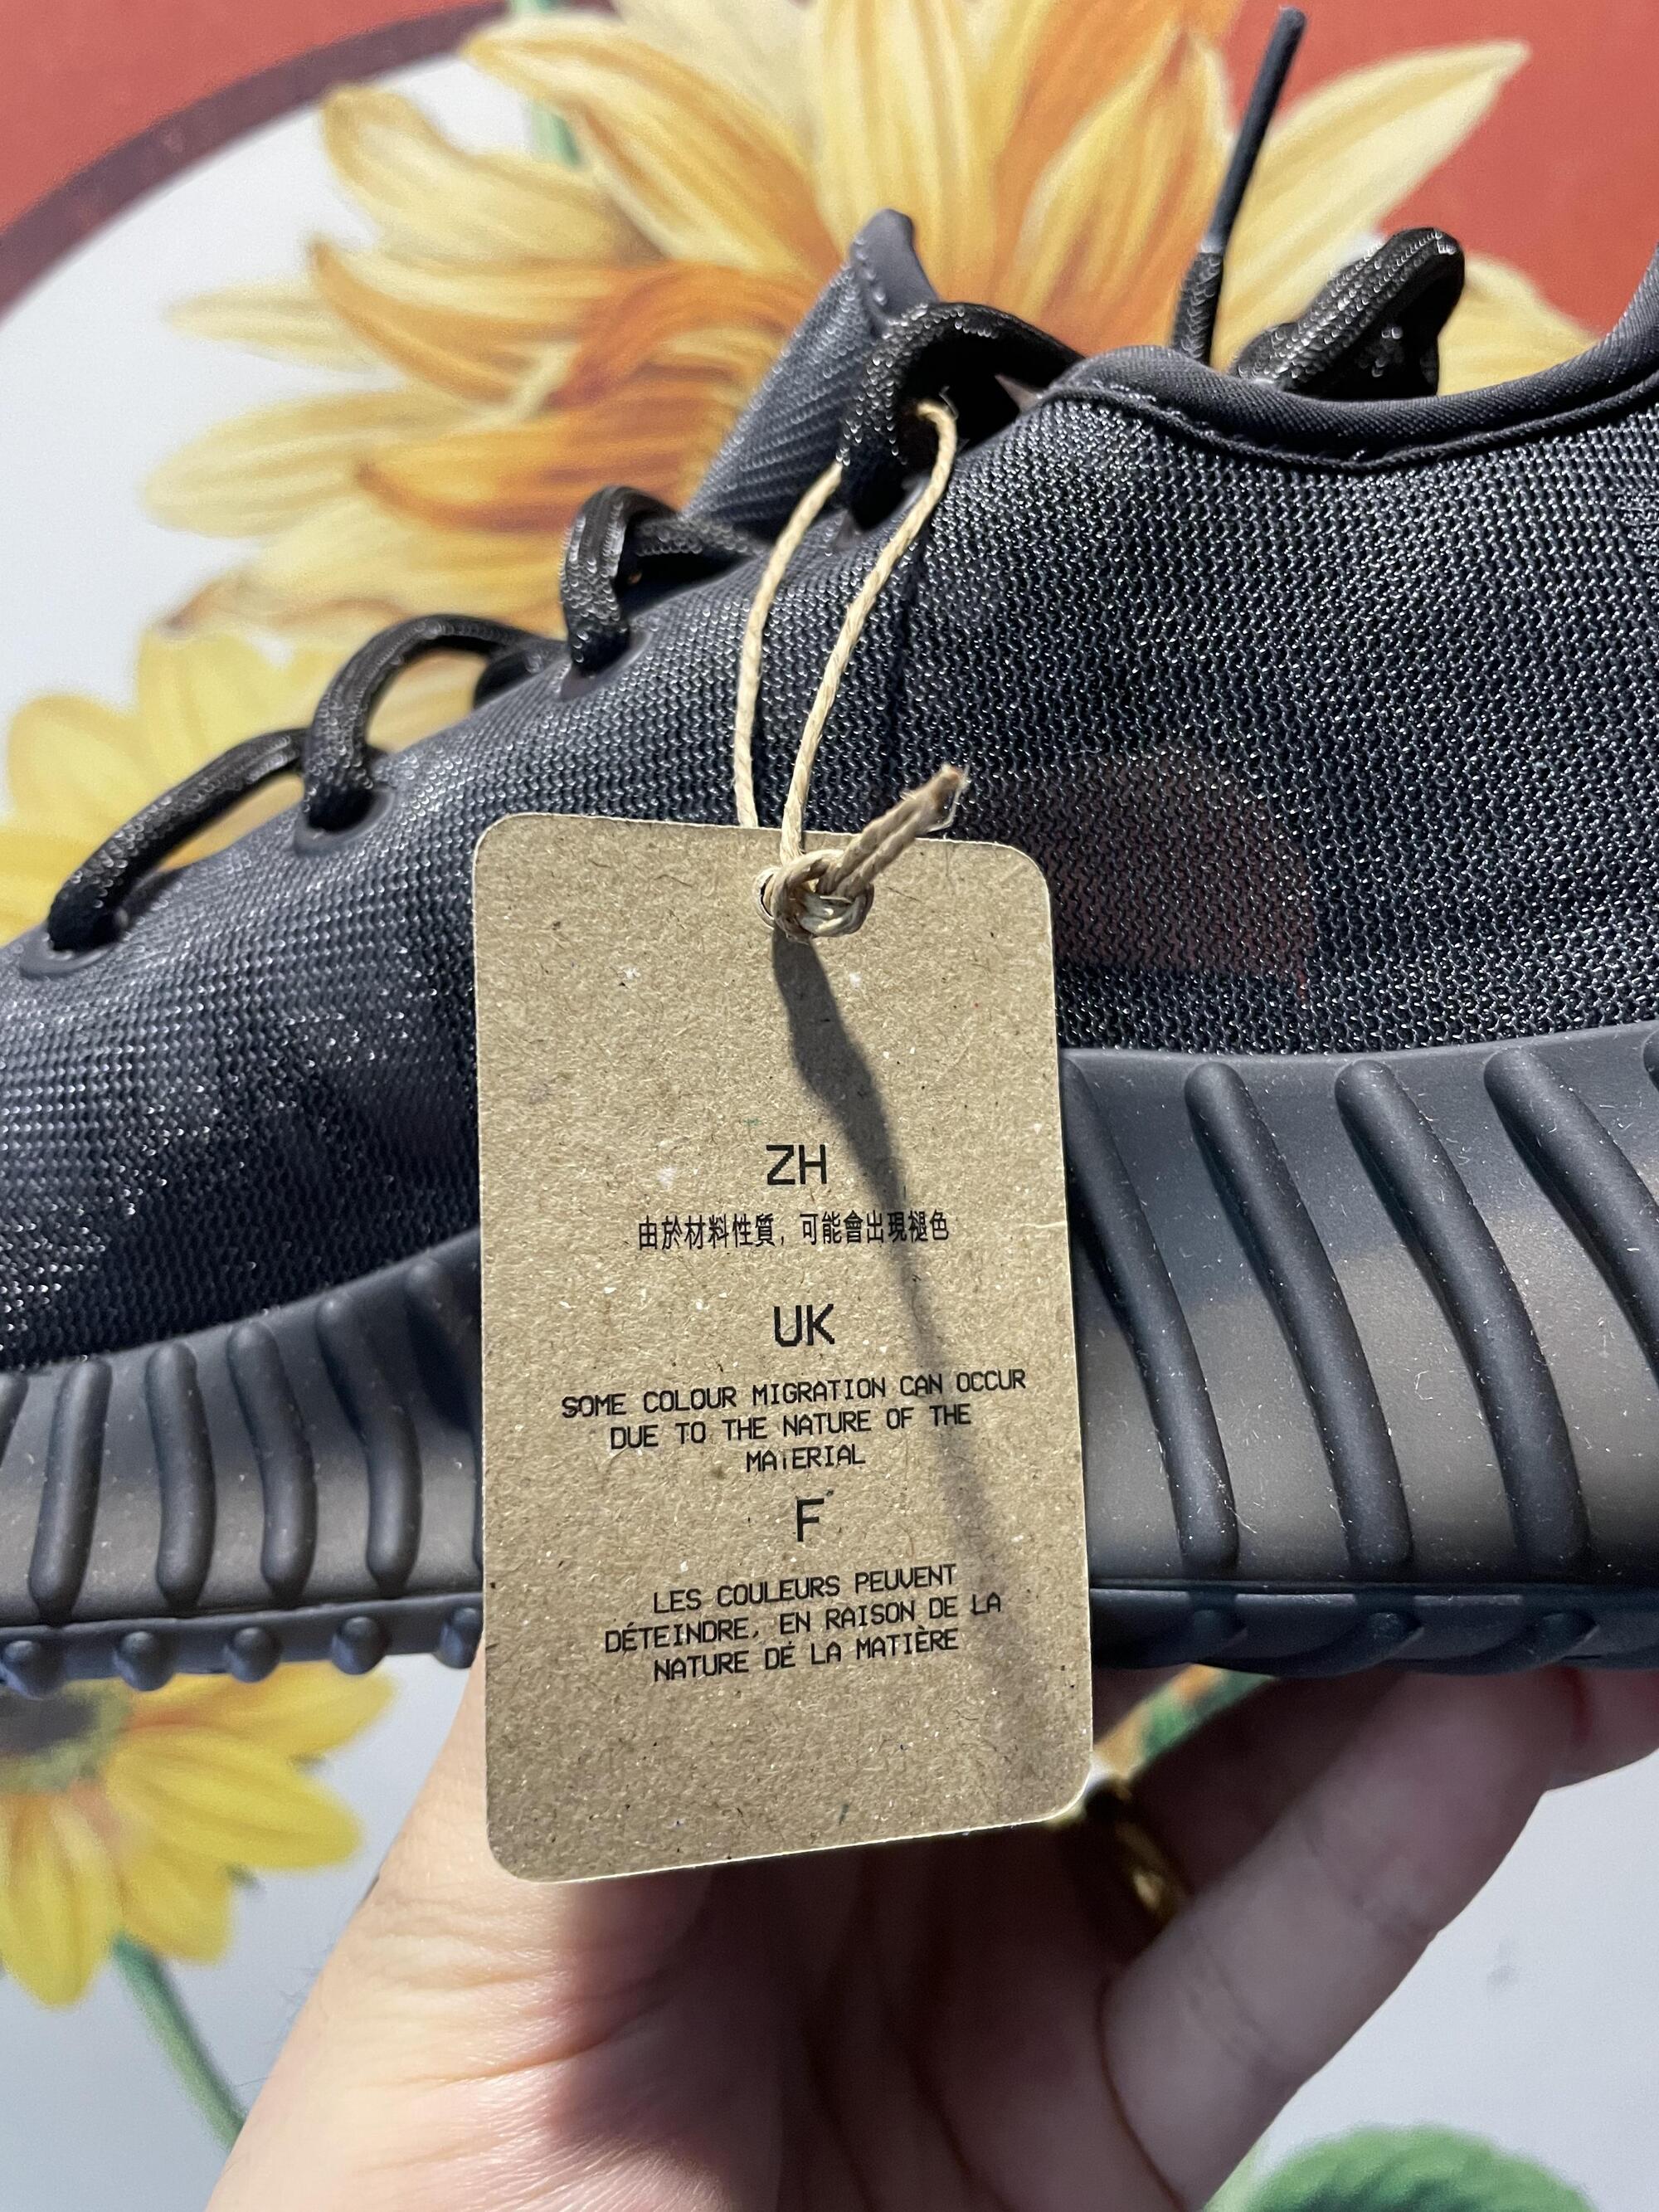 ZH
由於材料性質，可能會出現褪色
UK
SOME COLOUR MIGRATION CAN OCCUR
DUE TO THE NATURE OF THE
MATERIAL
F
LES COULEURS PEUVENT
DÉTEINDRE, EN RAISON DE LA
NATURE DE LA MATIÈRE